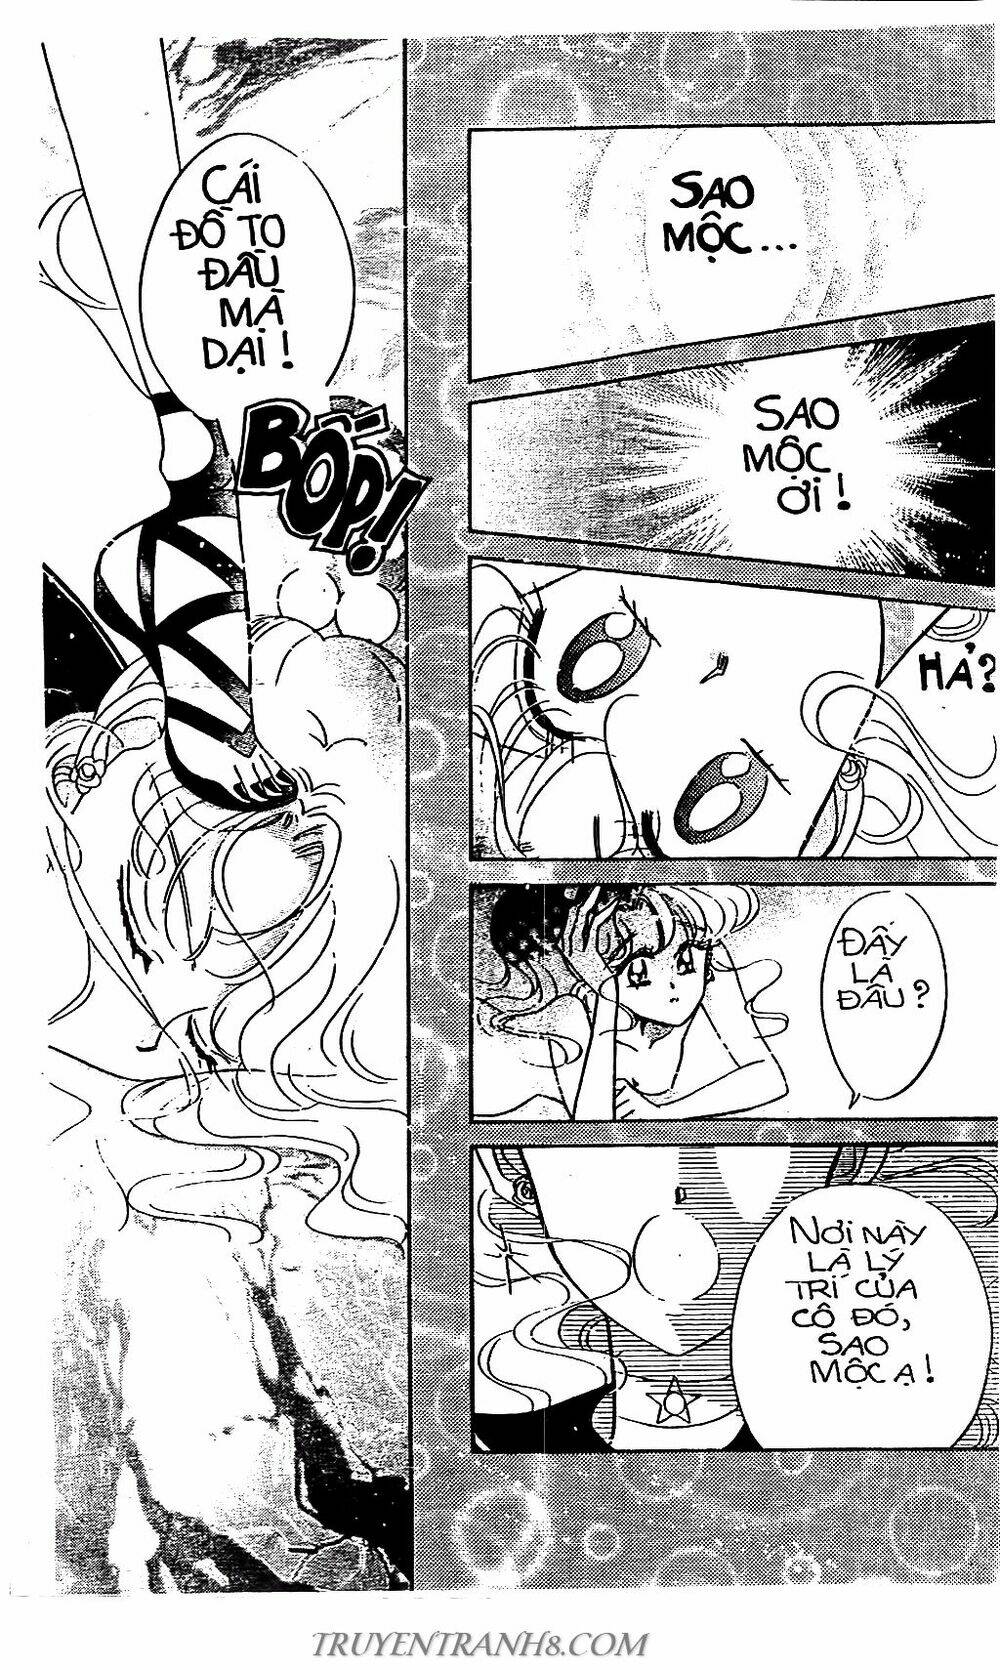 SAO
MỘC...
SAO
MỘC
ƠI!
HẢ?
ĐẤY
LÀ
ĐÂU?
NƠI NÀY
LÀ LÝ
TRÍ CỦA
CÔ ĐÓ,
SAO
MỘC Ạ!
CÁI
ĐỒ TO
ĐẦU
MÀ
DẠI!
BỐP!
TRUYENTRANH8.COM